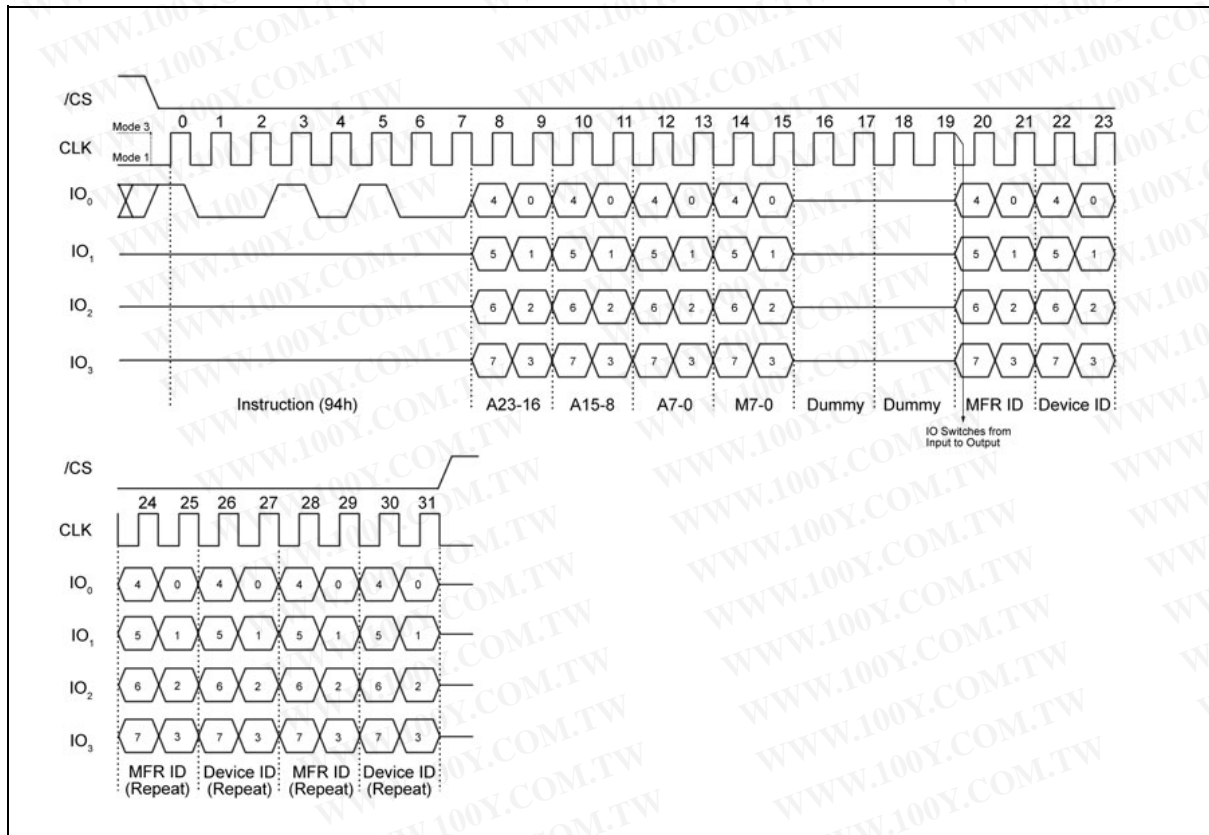 /CS
Mode 3
0 1 2 3 4 5 6 7 8 9 10 11 12 13 14 15 16 17 18 19 20 21 22 23
CLK
Mode 1
IO0 4 0 4 0 4 0 4 0 4 0 4 0
IO1 5 1 5 1 5 1 5 1 5 1 5 1
IO2 6 2 6 2 6 2 6 2 6 2 6 2
IO3 7 3 7 3 7 3 7 3 7 3 7 3
Instruction (94h) A23-16 A15-8 A7-0 M7-0 Dummy Dummy MFR ID Device ID
IO Switches from
Input to Output
/CS
24 25 26 27 28 29 30 31
CLK
IO0 4 0 4 0 4 0 4 0
IO1 5 1 5 1 5 1 5 1
IO2 6 2 6 2 6 2 6 2
IO3 7 3 7 3 7 3 7 3
MFR ID Device ID MFR ID Device ID
(Repeat) (Repeat) (Repeat) (Repeat)
WWW.100Y.COM.TW